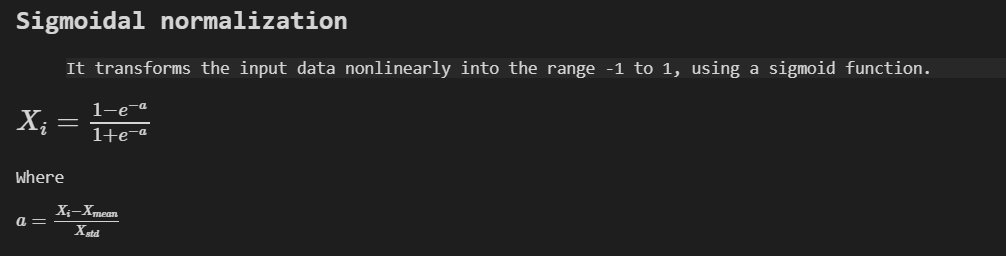 Sigmoidal normalization
It transforms the input data nonlinearly into the range -1 to 1, using a sigmoid function.
$X_i = \frac{1-e^{-a}}{1+e^{-a}}$
Where
$a = \frac{X_i-X_{mean}}{X_{std}}$